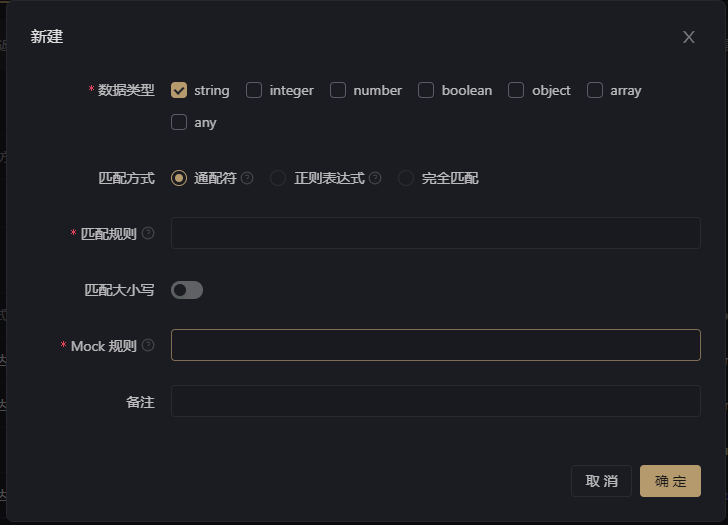 新建
* 数据类型 string integer number boolean object array
any
匹配方式 通配符 ? 正则表达式 ? 完全匹配
* 匹配规则 ?
匹配大小写
* Mock 规则 ?
备注
取 消 确 定